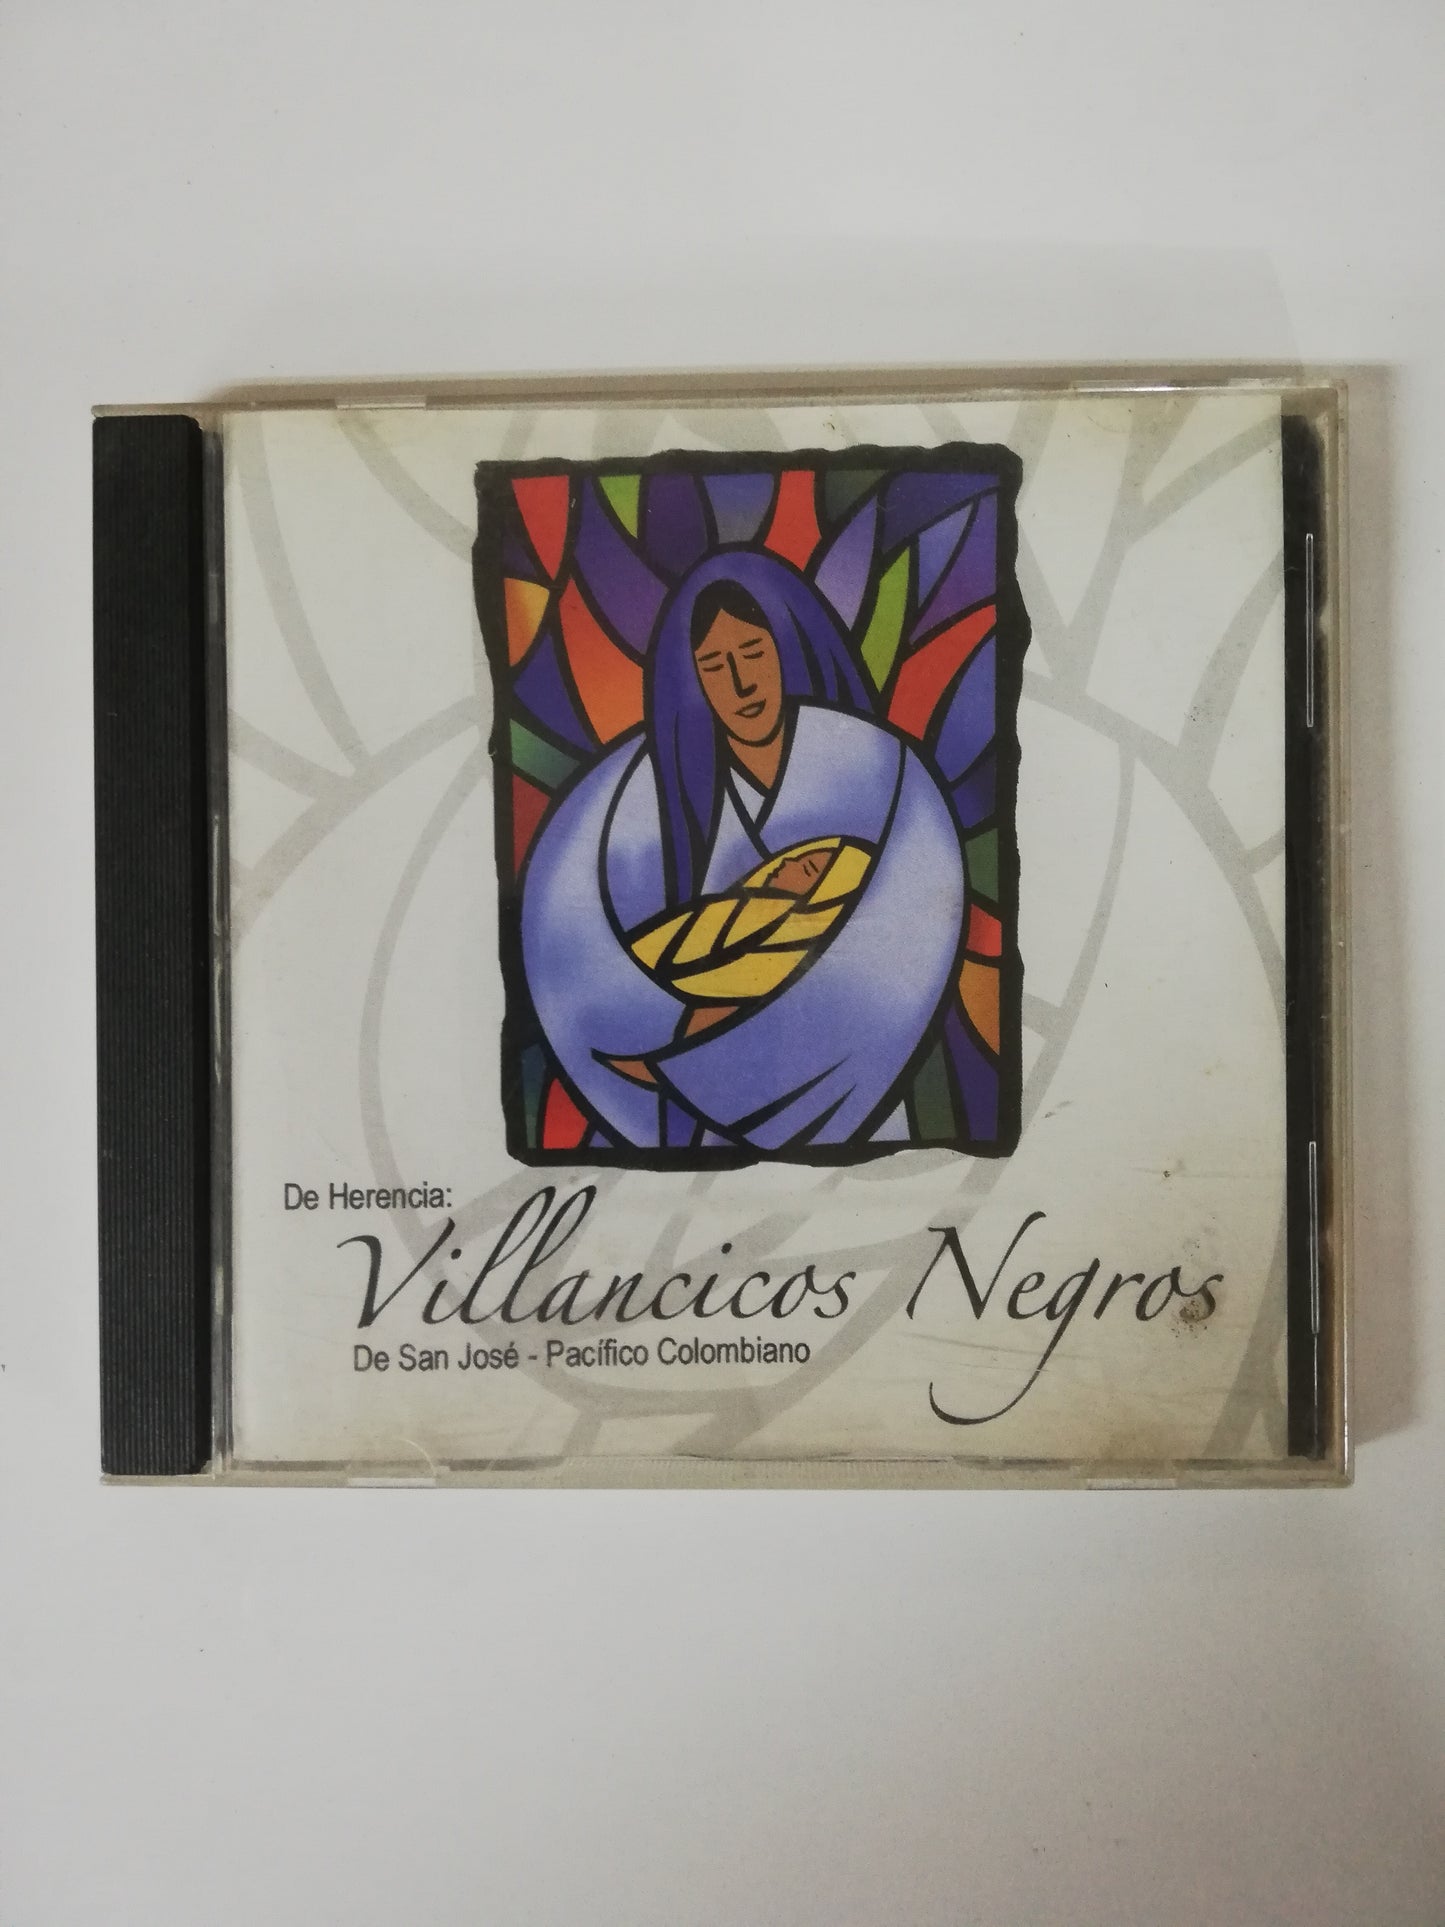 De Herencia:
Villancicos Negros
De San José - Pacífico Colombiano